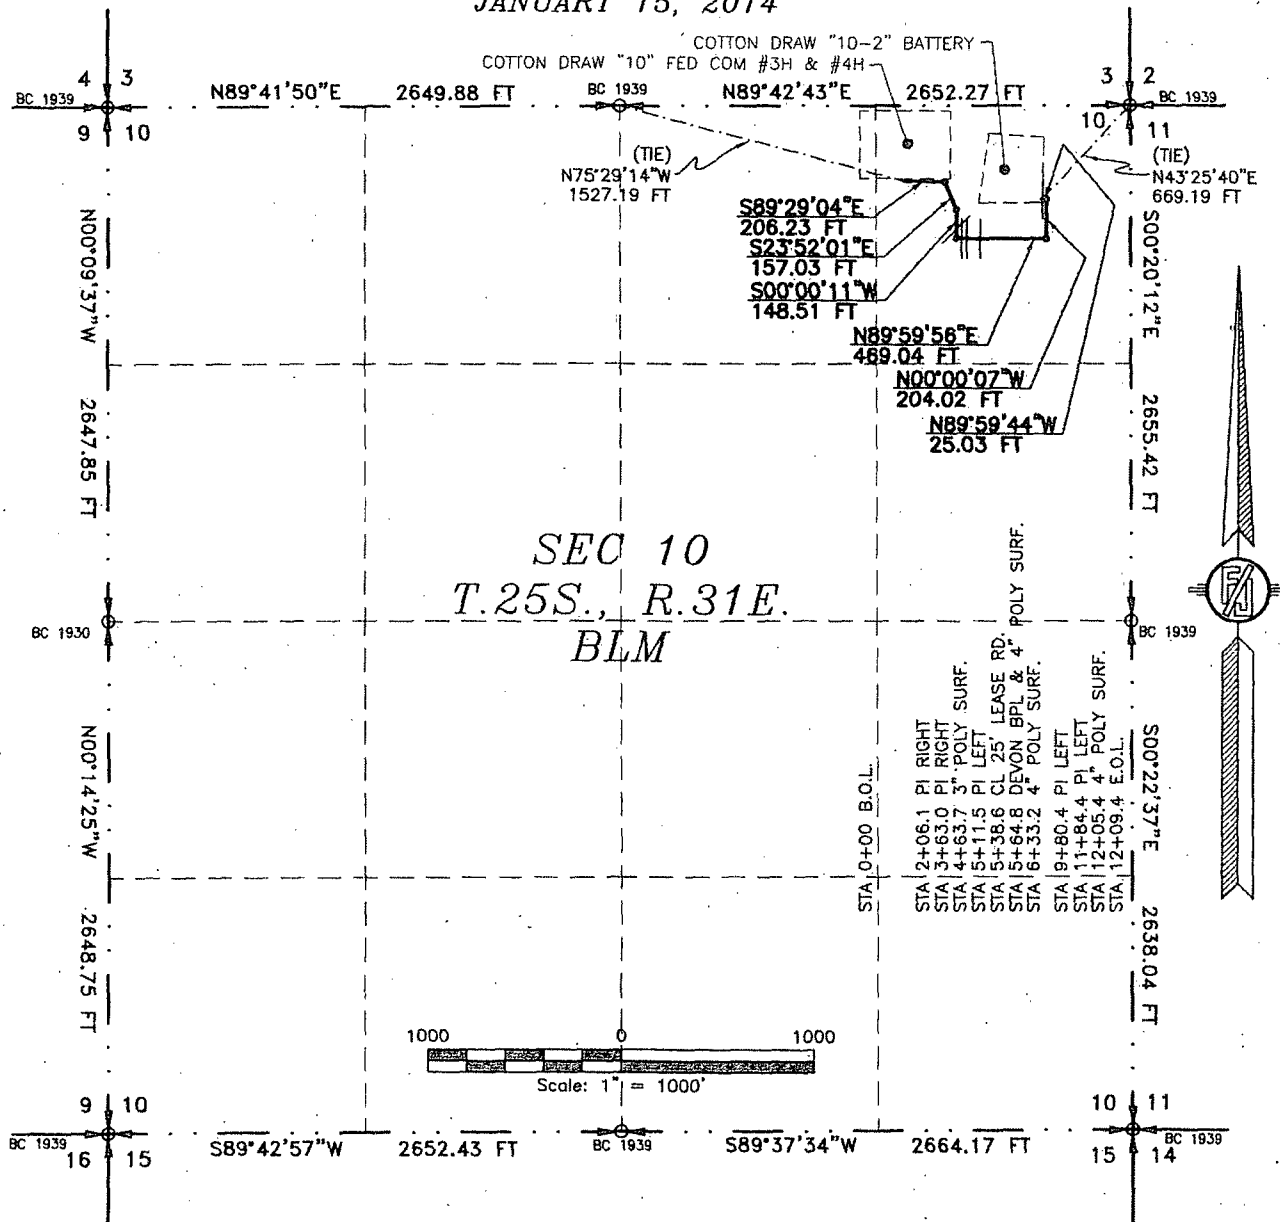 JANUARY 15, 2014
COTTON DRAW "10-2" BATTERY
COTTON DRAW "10" FED COM #3H & #4H
4 3
3 2
BC 1939
N89°41'50"E 2649.88 FT
BC 1939
N89°42'43"E 2652.27 FT
BC 1939
9 10
10 11
(TIE)
N75°29'14"W
1527.19 FT
(TIE)
N43°25'40"E
669.19 FT
S89°29'04"E
206.23 FT
S23°52'01"E
157.03 FT
S00°00'11"W
148.51 FT
N89°59'56"E
469.04 FT
N00°00'07"W
204.02 FT
N89°59'44"W
25.03 FT
N00°09'37"W 2647.85 FT
S00°20'12"E 2655.42 FT
SEC 10
T.25S., R.31E.
BLM
BC 1930
BC 1939
STA 0+00 B.O.L.
STA 2+06.1 PI RIGHT
STA 3+63.0 PI RIGHT
STA 4+63.7 3" POLY SURF.
STA 5+11.5 PI LEFT
STA 5+38.6 CL 25' LEASE RD.
STA 5+64.8 DEVON BPL & 4" POLY SURF.
STA 6+33.2 4" POLY SURF.
STA 9+80.4 PI LEFT
STA 11+84.4 PI LEFT
STA 12+05.4 4" POLY SURF.
STA 12+09.4 E.O.L.
N00°14'25"W 2648.75 FT
S00°22'37"E 2638.04 FT
1000 0 1000
Scale: 1" = 1000'
9 10
10 11
BC 1939
S89°42'57"W 2652.43 FT
BC 1939
S89°37'34"W 2664.17 FT
BC 1939
16 15
15 14